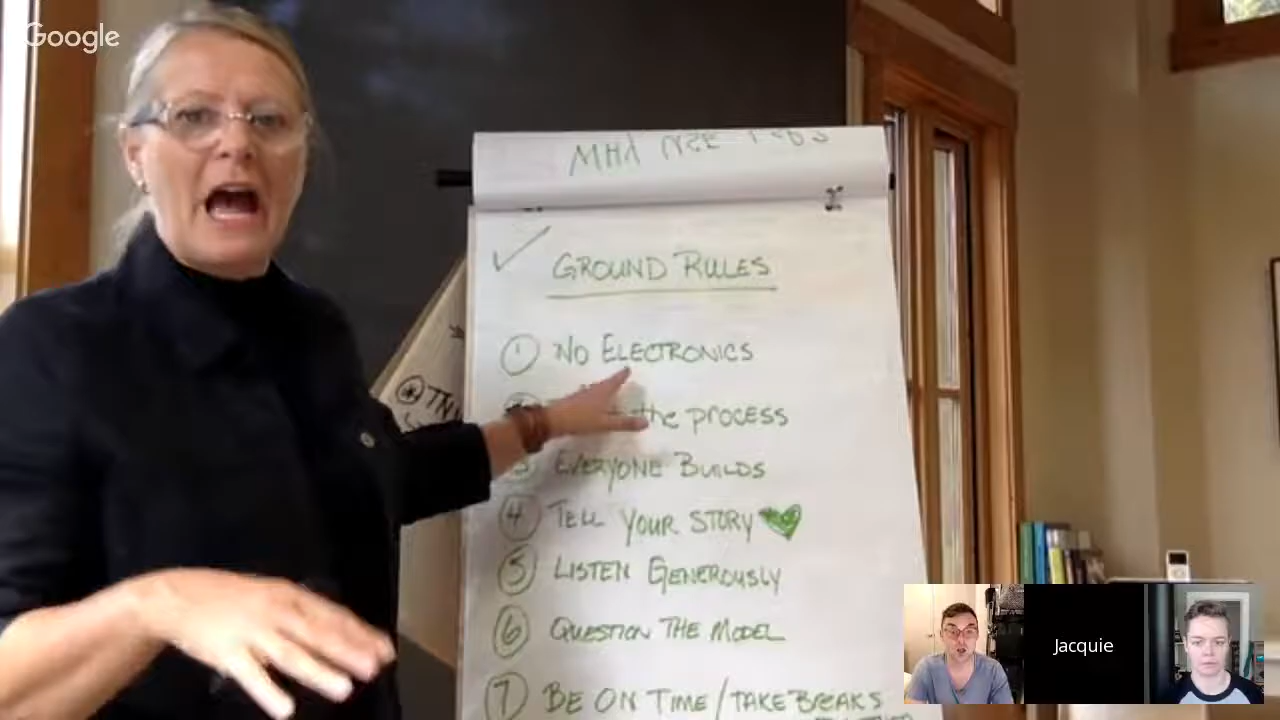 Google
GROUND RULES
1 NO ELECTRONICS
the PROCESS
3 EVERYONE BUILDS
4 TELL YOUR STORY
5 LISTEN GENEROUSLY
6 QUESTION THE MODEL
7 BE ON TIME / TAKE BREAKS
Jacquie